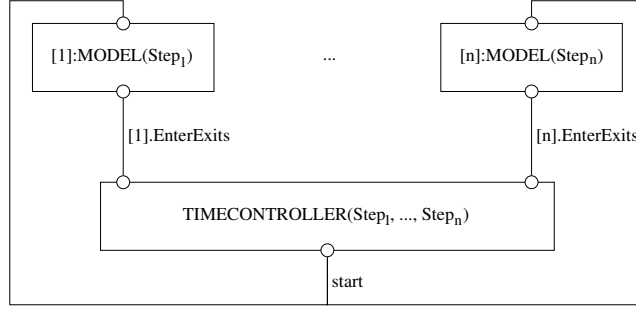 [1]:MODEL(Step1) ... [n]:MODEL(Stepn)
[1].EnterExits [n].EnterExits
TIMECONTROLLER(Step1, ..., Stepn)
start